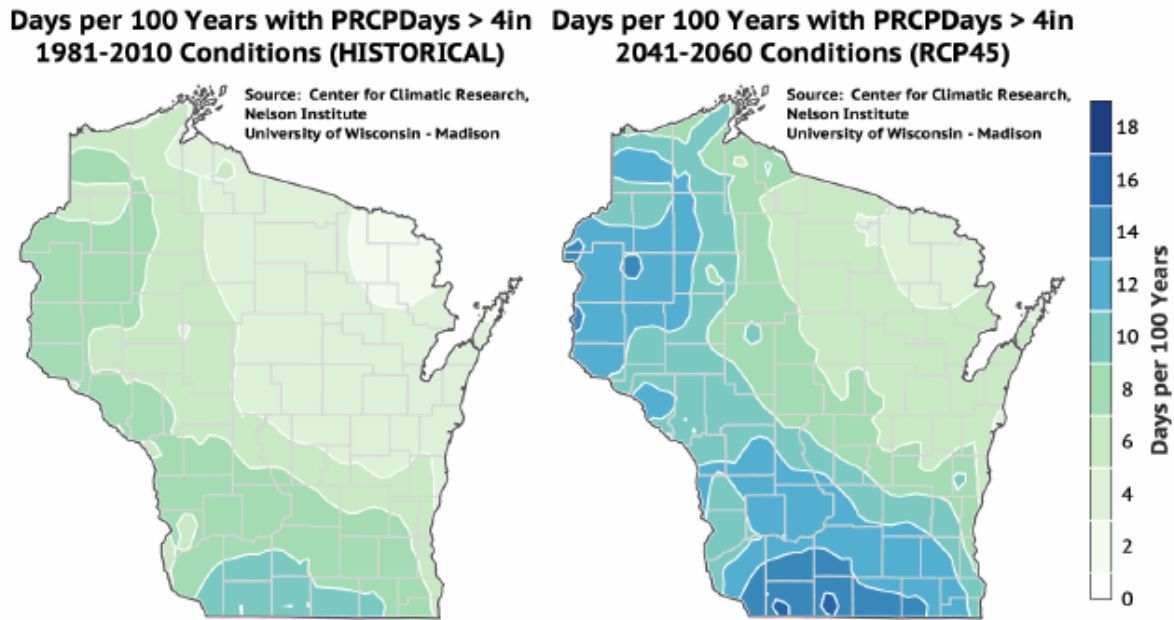 Days per 100 Years with PRCPDays > 4in
1981-2010 Conditions (HISTORICAL)
Source: Center for Climatic Research,
Nelson Institute
University of Wisconsin - Madison
Days per 100 Years with PRCPDays > 4in
2041-2060 Conditions (RCP45)
Source: Center for Climatic Research,
Nelson Institute
University of Wisconsin - Madison
18
16
14
12
10
8
6
4
2
0
Days per 100 Years